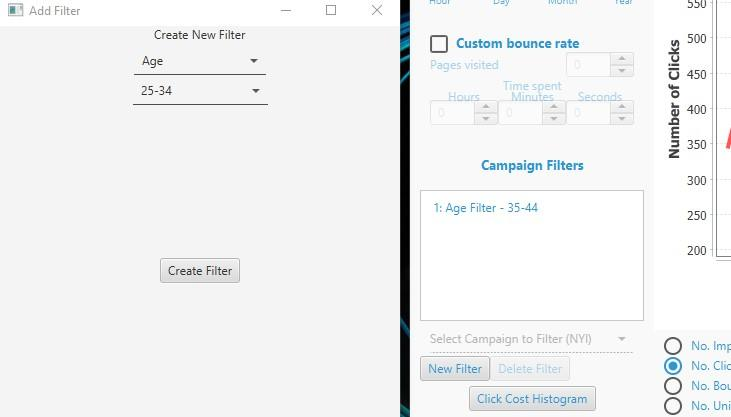 Add Filter
Create New Filter
Age
25-34
Create Filter
Hour Day Month Year
Custom bounce rate
Pages visited 0
Time spent
Hours Minutes Seconds
0 0 0
Campaign Filters
1: Age Filter - 35-44
Select Campaign to Filter (NYI)
New Filter Delete Filter
Click Cost Histogram
Number of Clicks
550
500
450
400
350
300
250
200
No. Imp
No. Clic
No. Bou
No. Uni